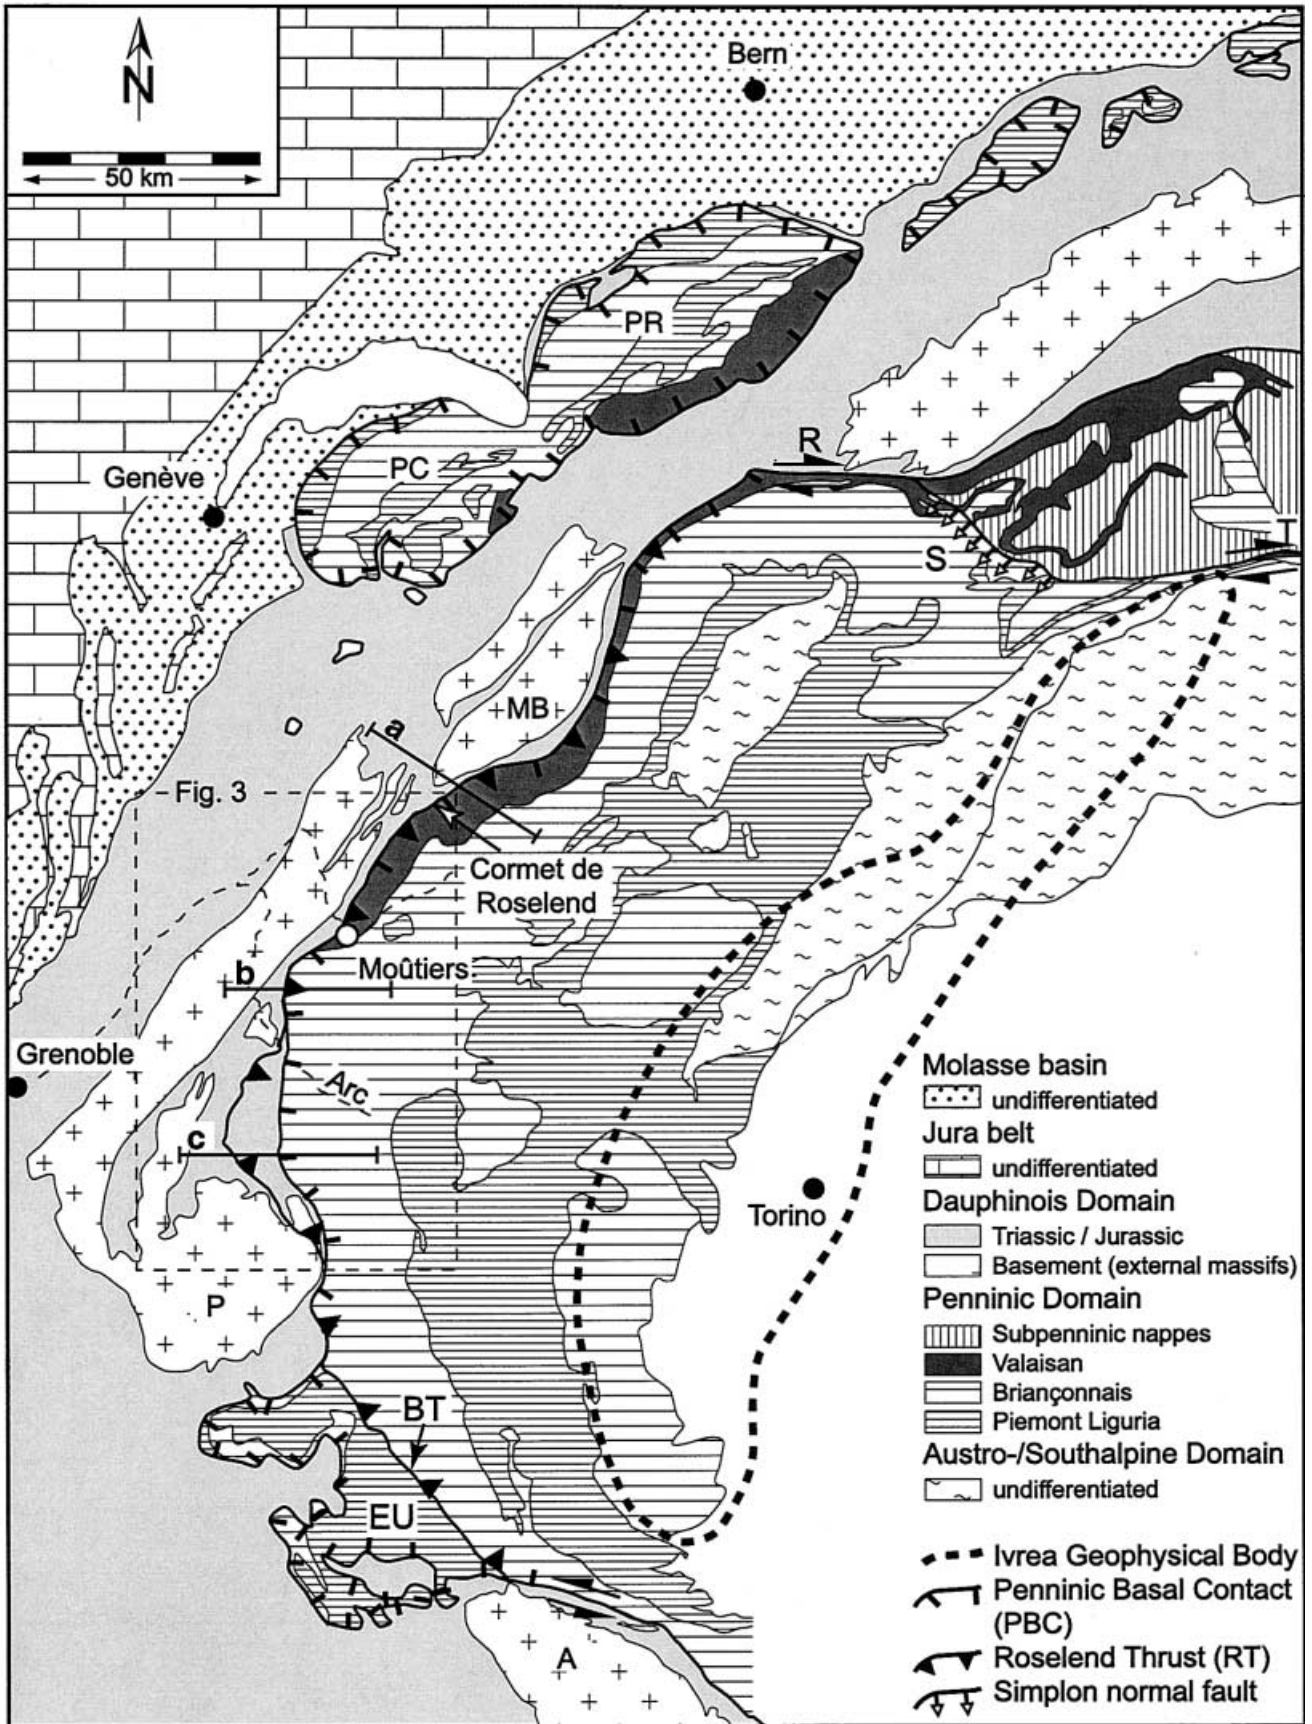 N
50 km
Bern
PR
PC
R
Genève
S
T
MB
a
Fig. 3
Cormet de
Roselend
b
Moûtiers
Grenoble
Arc
c
Torino
P
BT
EU
A
Molasse basin
undifferentiated
Jura belt
undifferentiated
Dauphinois Domain
Triassic / Jurassic
Basement (external massifs)
Penninic Domain
Subpenninic nappes
Valaisan
Briançonnais
Piemont Liguria
Austro-/Southalpine Domain
undifferentiated
Ivrea Geophysical Body
Penninic Basal Contact
(PBC)
Roselend Thrust (RT)
Simplon normal fault